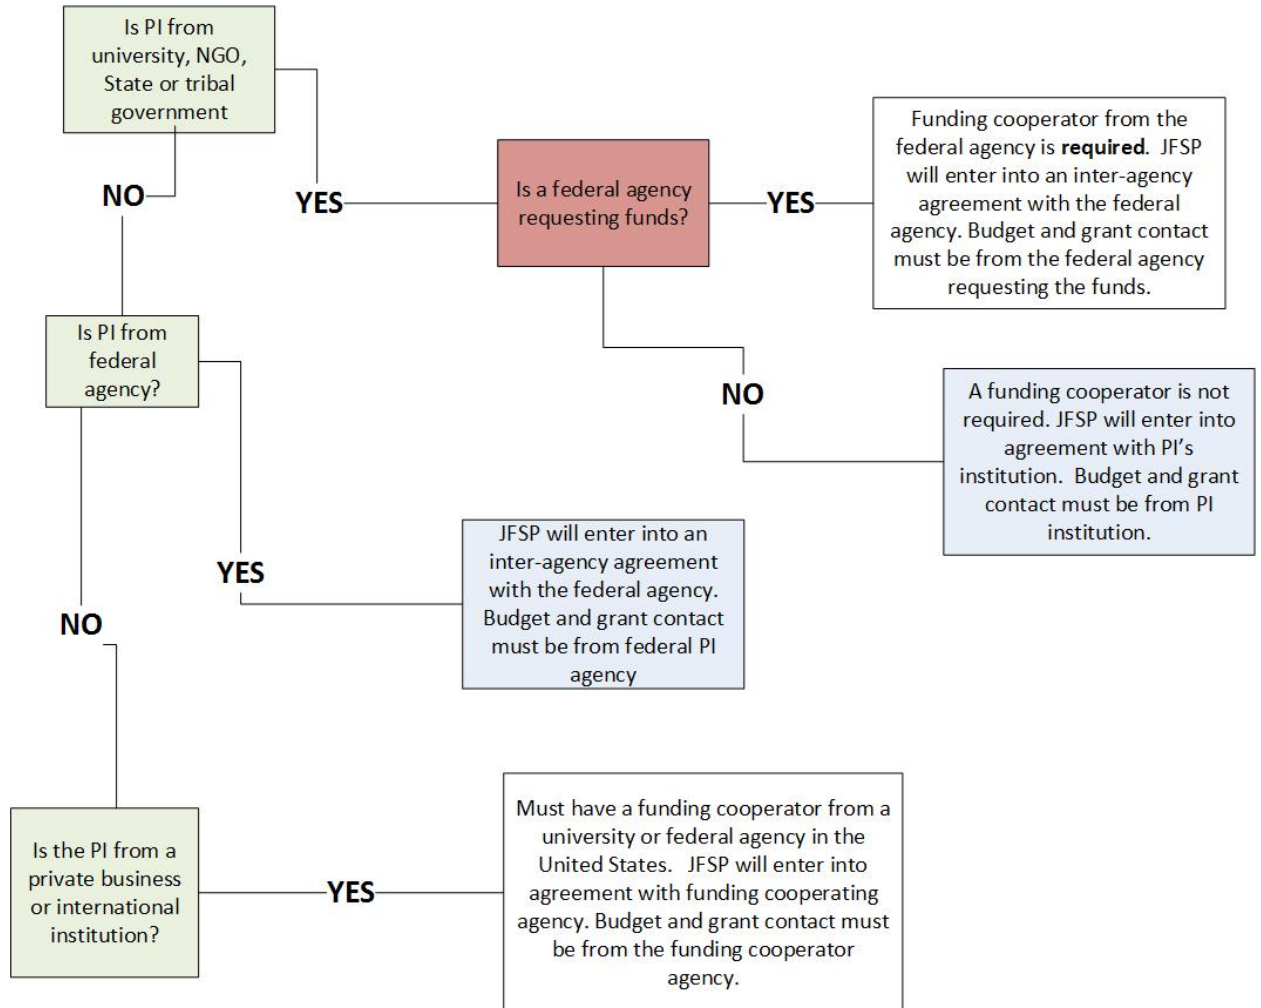 Is PI from
university, NGO,
State or tribal
government
NO
YES
Is a federal agency
requesting funds?
YES
Funding cooperator from the
federal agency is required. JFSP
will enter into an inter-agency
agreement with the federal
agency. Budget and grant contact
must be from the federal agency
requesting the funds.
Is PI from
federal
agency?
NO
A funding cooperator is not
required. JFSP will enter into
agreement with PI's
institution. Budget and grant
contact must be from PI
institution.
YES
JFSP will enter into an
inter-agency agreement
with the federal agency.
Budget and grant contact
must be from federal PI
agency
NO
Is the PI from a
private business
or international
institution?
YES
Must have a funding cooperator from a
university or federal agency in the
United States. JFSP will enter into
agreement with funding cooperating
agency. Budget and grant contact must
be from the funding cooperator
agency.